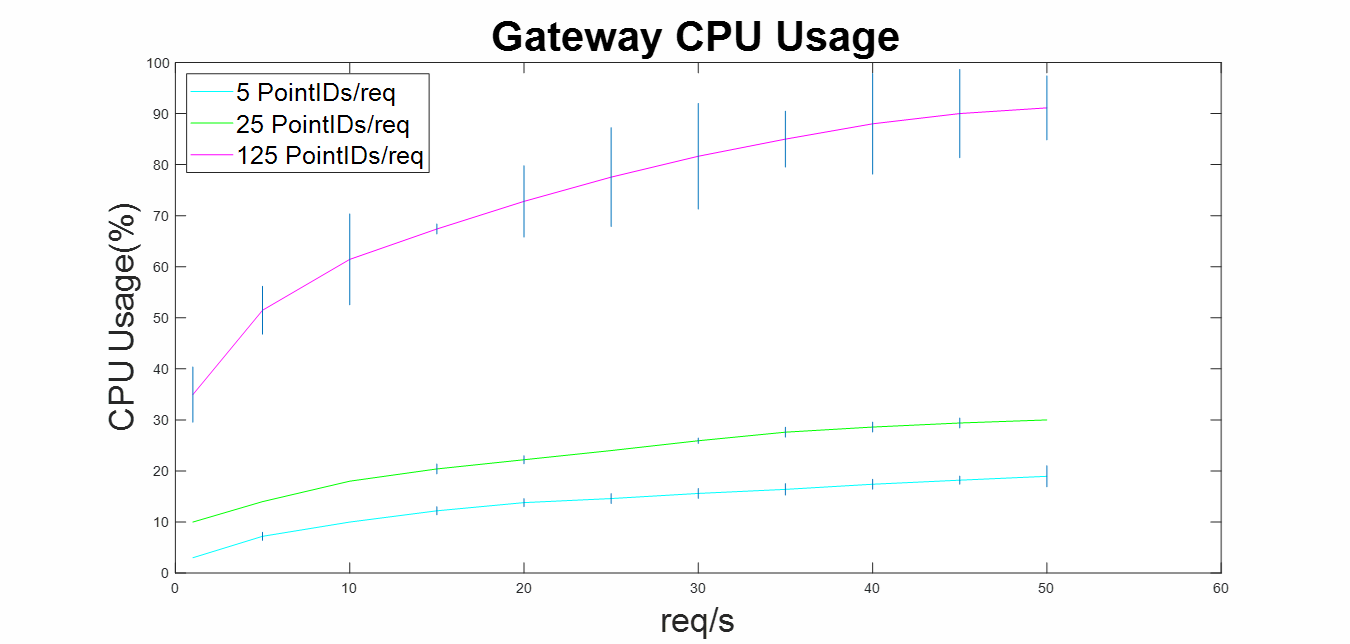 Gateway CPU Usage
100
90
80
70
60
50
40
30
20
10
0
CPU Usage(%)
5 PointIDs/req
25 PointIDs/req
125 PointIDs/req
0 10 20 30 40 50 60
req/s